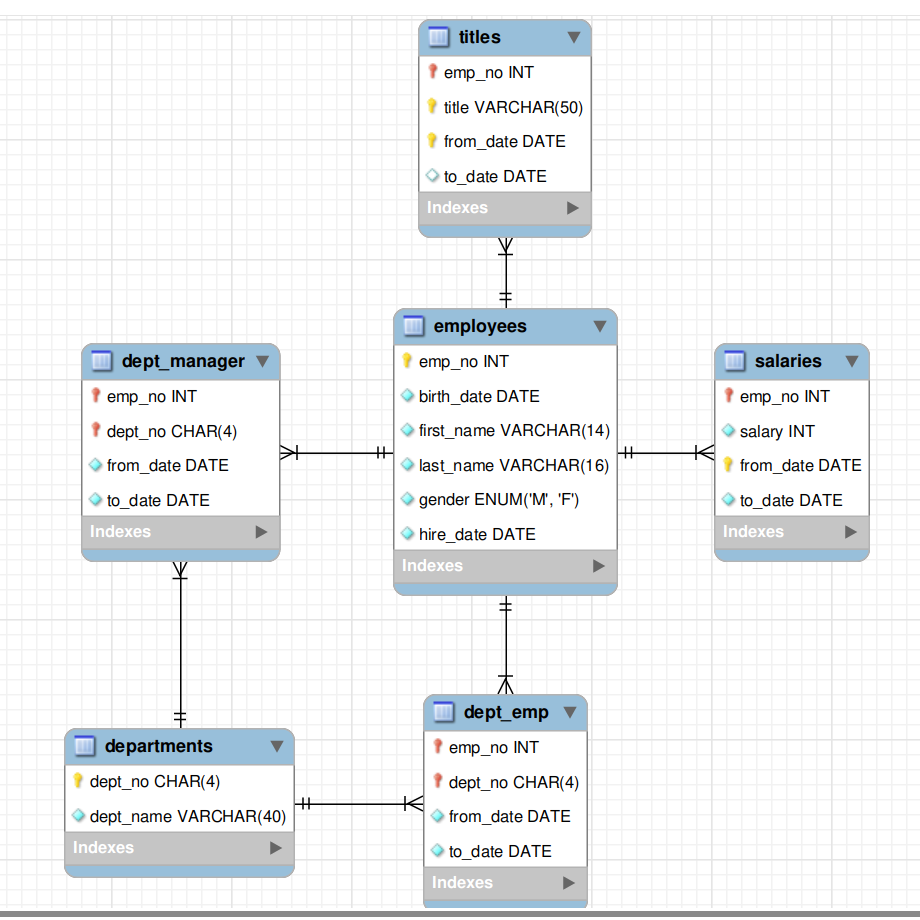 titles
emp_no INT
title VARCHAR(50)
from_date DATE
to_date DATE
Indexes
employees
emp_no INT
birth_date DATE
first_name VARCHAR(14)
last_name VARCHAR(16)
gender ENUM('M', 'F')
hire_date DATE
Indexes
dept_manager
emp_no INT
dept_no CHAR(4)
from_date DATE
to_date DATE
Indexes
salaries
emp_no INT
salary INT
from_date DATE
to_date DATE
Indexes
departments
dept_no CHAR(4)
dept_name VARCHAR(40)
Indexes
dept_emp
emp_no INT
dept_no CHAR(4)
from_date DATE
to_date DATE
Indexes